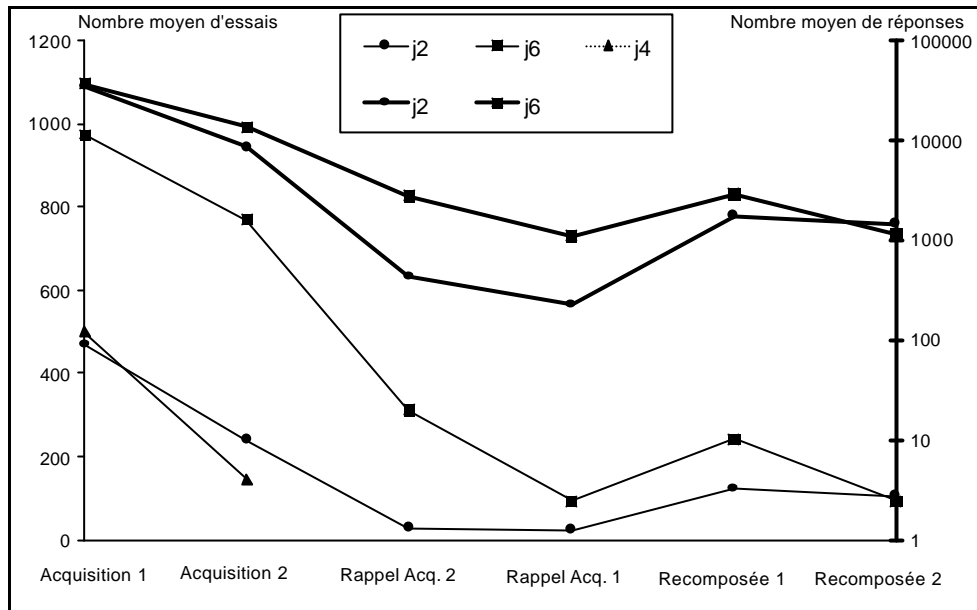 Nombre moyen d'essais
Nombre moyen de réponses
j2 j6 j4
j2 j6
1200
1000
800
600
400
200
0
100000
10000
1000
100
10
1
Acquisition 1 Acquisition 2 Rappel Acq. 2 Rappel Acq. 1 Recomposée 1 Recomposée 2